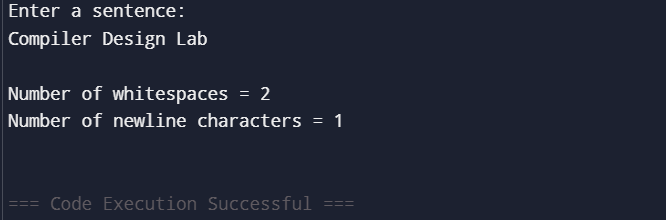 Enter a sentence:
Compiler Design Lab
Number of whitespaces = 2
Number of newline characters = 1
=== Code Execution Successful ===